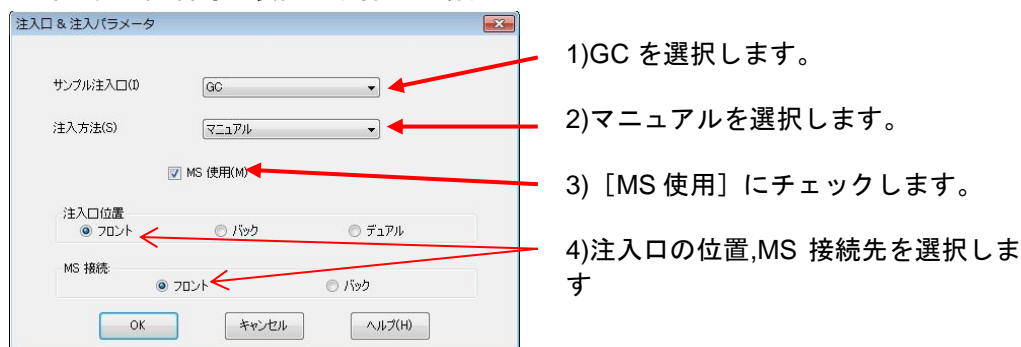 注入口 & 注入パラメータ
サンプル注入口(I) GC
注入方法(S) マニュアル
MS 使用(M)
注入口位置
フロント バック デュアル
MS 接続:
フロント バック
OK キャンセル ヘルプ(H)
1)GC を選択します。
2)マニュアルを選択します。
3)［MS 使用］にチェックします。
4)注入口の位置,MS 接続先を選択しま
す